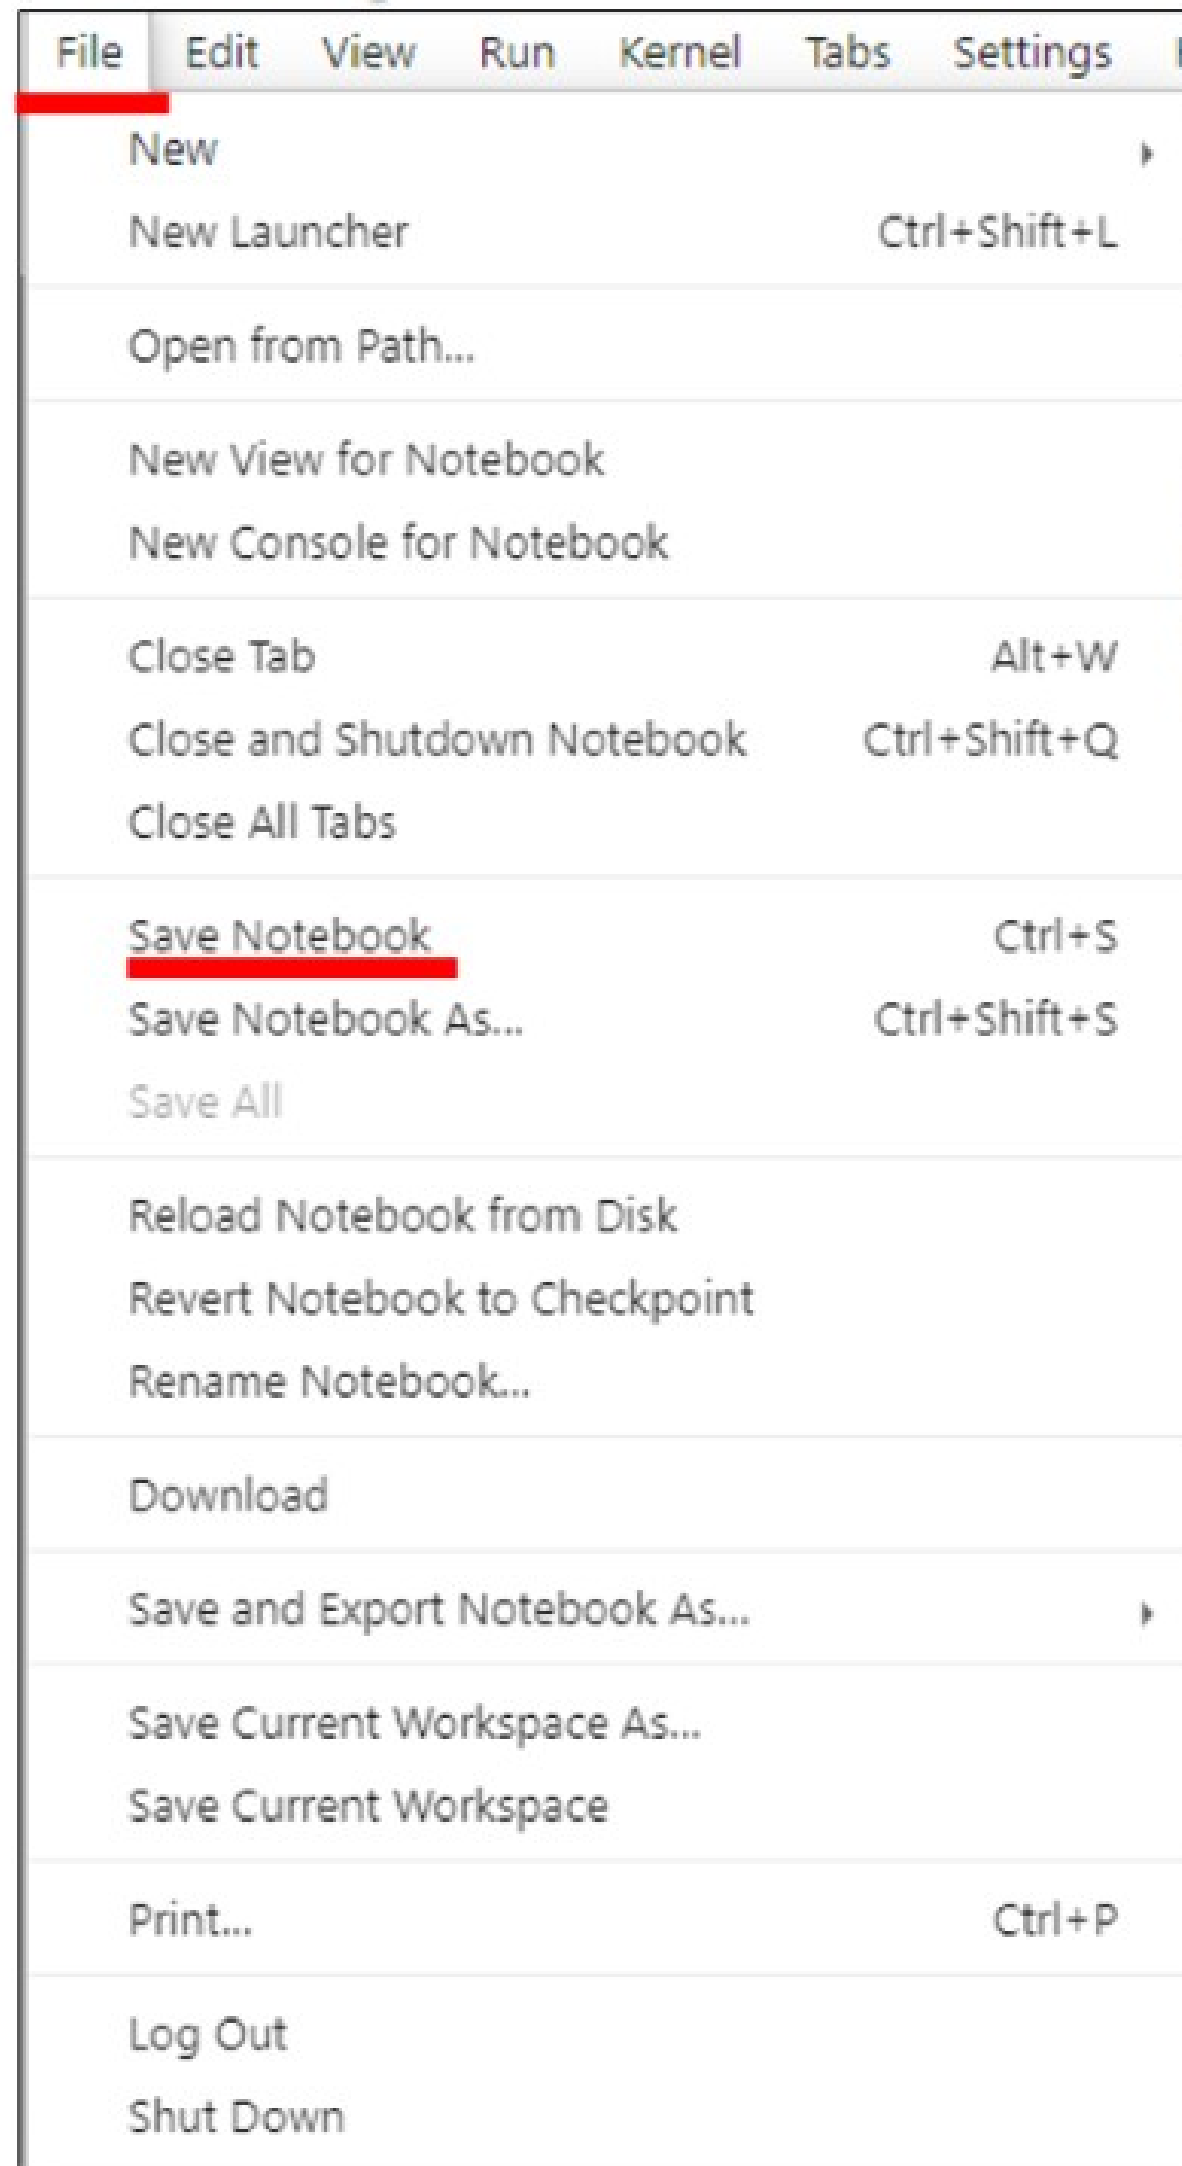 File Edit View Run Kernel Tabs Settings
New
New Launcher Ctrl+Shift+L
Open from Path...
New View for Notebook
New Console for Notebook
Close Tab Alt+W
Close and Shutdown Notebook Ctrl+Shift+Q
Close All Tabs
Save Notebook Ctrl+S
Save Notebook As... Ctrl+Shift+S
Save All
Reload Notebook from Disk
Revert Notebook to Checkpoint
Rename Notebook...
Download
Save and Export Notebook As...
Save Current Workspace As...
Save Current Workspace
Print... Ctrl+P
Log Out
Shut Down